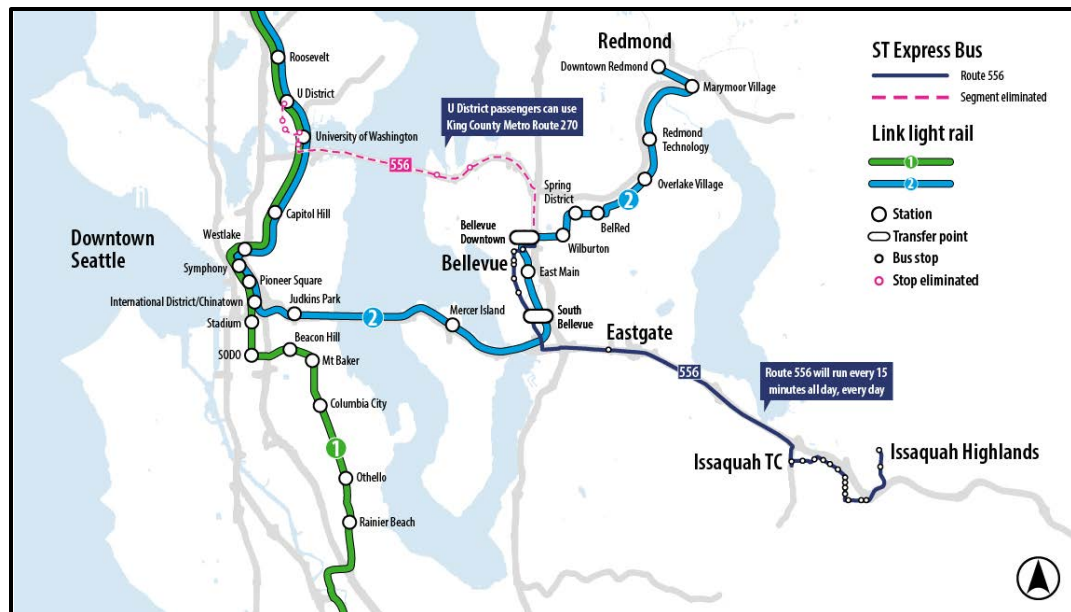 Roosevelt
U District
University of Washington
U District passengers can use
King County Metro Route 270
556
Redmond
Downtown Redmond
Marymoor Village
Redmond
Technology
Overlake Village
2
Spring
District
BelRed
Wilburton
Bellevue
Downtown
Bellevue
East Main
South
Bellevue
Capitol Hill
Westlake
Downtown
Seattle
Symphony
Pioneer Square
International District/Chinatown
Judkins Park
2
Mercer Island
Stadium
SODO
Beacon Hill
Mt Baker
Columbia City
1
Othello
Rainier Beach
Eastgate
556
Route 556 will run every 15
minutes all day, every day
Issaquah TC
Issaquah Highlands
ST Express Bus
Route 556
Segment eliminated
Link light rail
1
2
Station
Transfer point
Bus stop
Stop eliminated